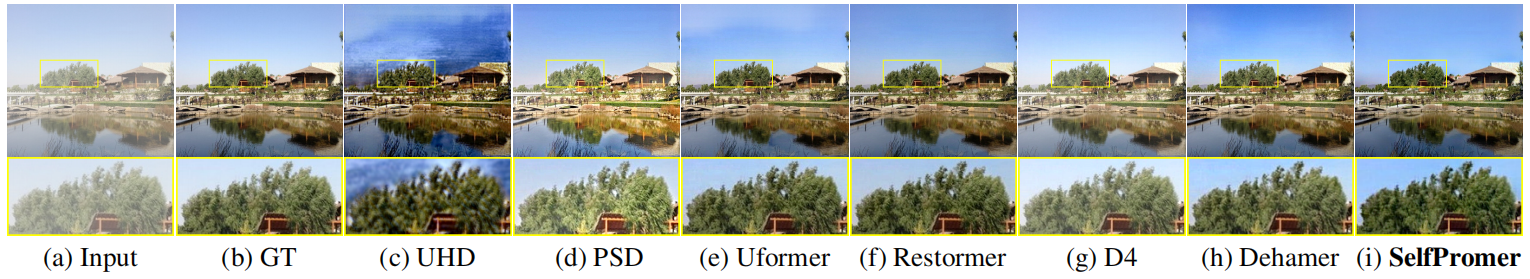 (a) Input (b) GT (c) UHD (d) PSD (e) Uformer (f) Restormer (g) D4 (h) Dehamer (i) SelfPromer